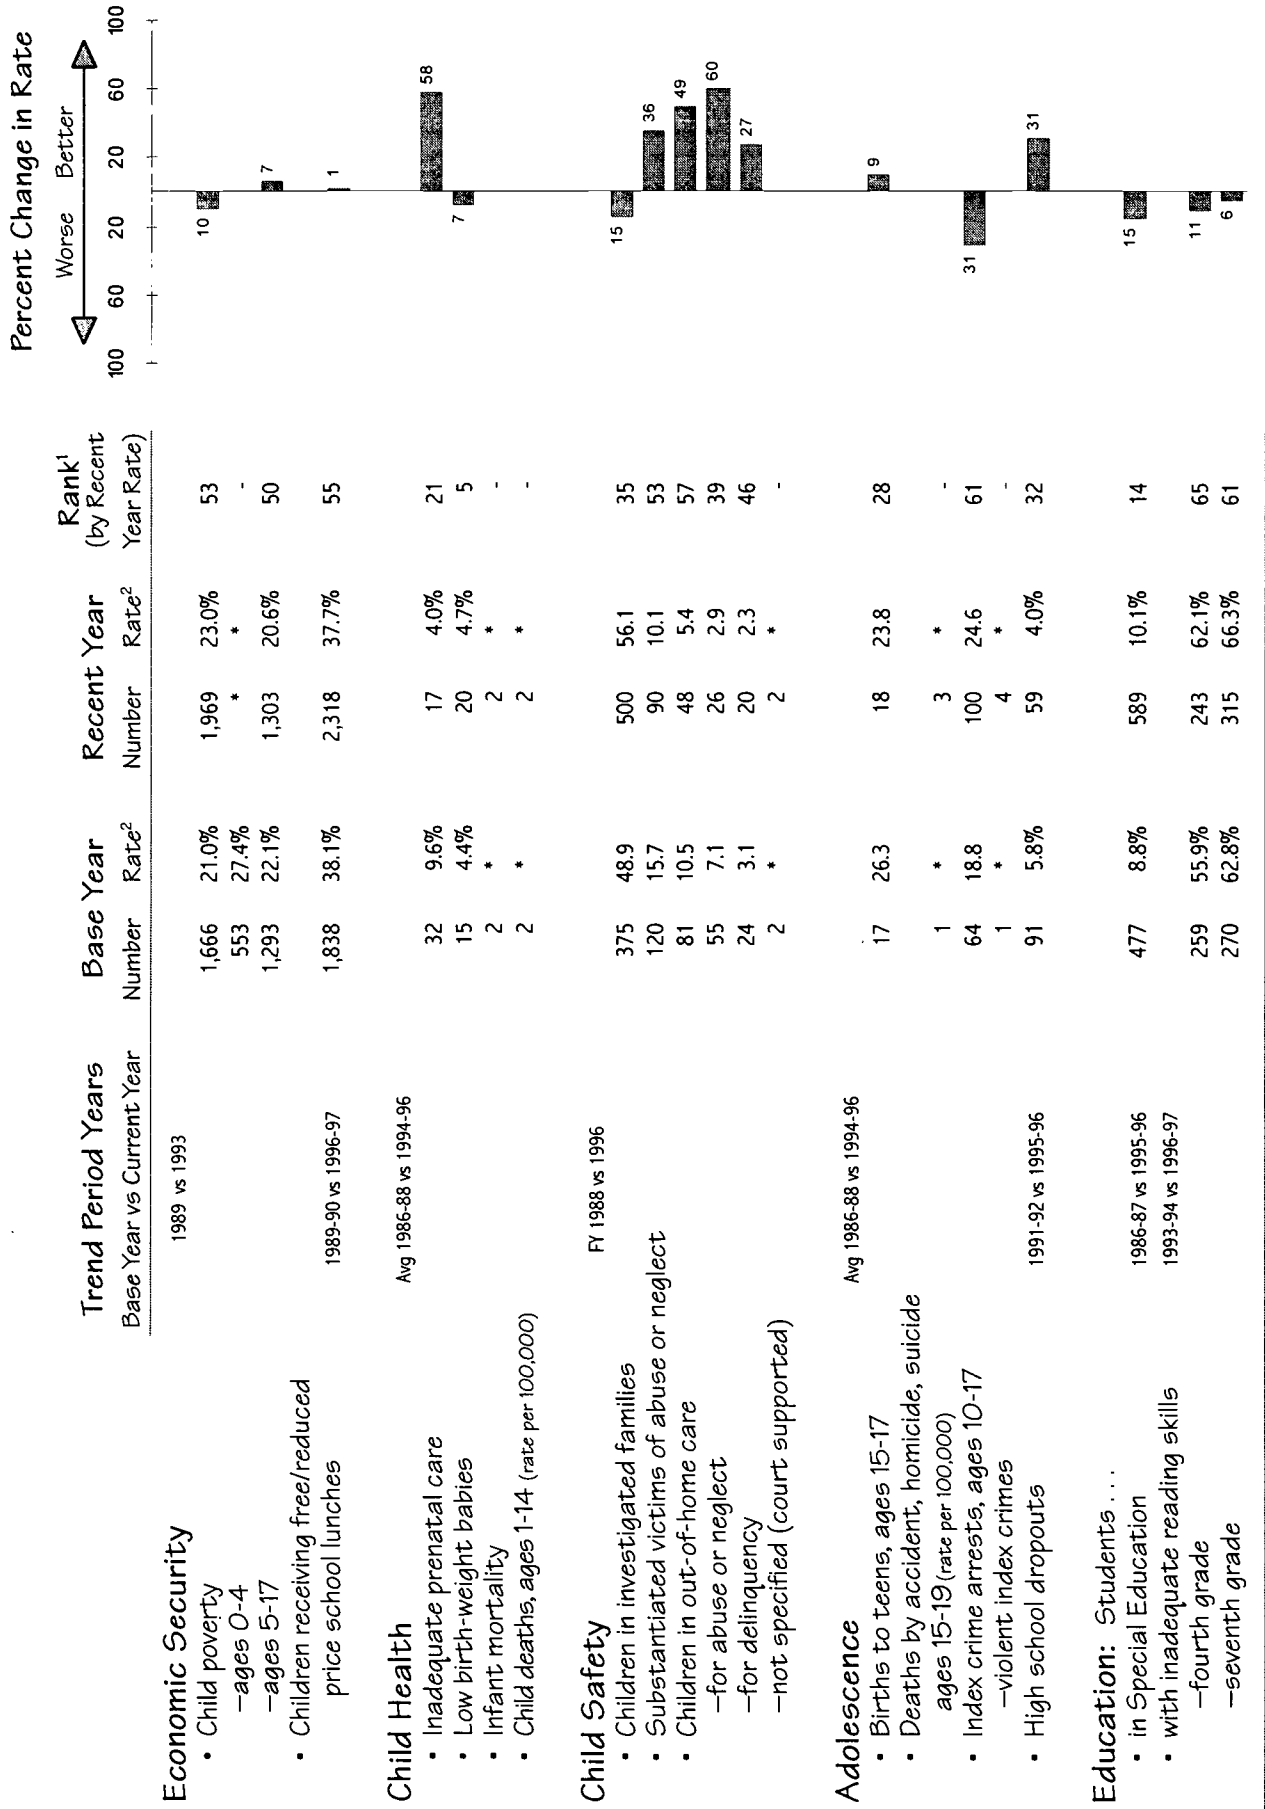 Trend Period Years Base Year Recent Year Rank¹ Percent Change in Rate
Base Year vs Current Year Number Rate² Number Rate² (by Recent Year Rate) Worse Better
100 60 20 20 60 100
Economic Security 1989 vs 1993
• Child poverty 1,666 21.0% 1,969 23.0% 53 10
–ages 0-4 553 27.4% * * -
–ages 5-17 1,293 22.1% 1,303 20.6% 50 7
• Children receiving free/reduced
price school lunches 1989-90 vs 1996-97 1,838 38.1% 2,318 37.7% 55 1
Child Health Avg 1986-88 vs 1994-96
• Inadequate prenatal care 32 9.6% 17 4.0% 21 58
• Low birth-weight babies 15 4.4% 20 4.7% 5 7
• Infant mortality 2 * 2 * -
• Child deaths, ages 1-14 (rate per 100,000) 2 * 2 * -
Child Safety FY 1988 vs 1996
• Children in investigated families 375 48.9 500 56.1 35 15
• Substantiated victims of abuse or neglect 120 15.7 90 10.1 53 36
• Children in out-of-home care 81 10.5 48 5.4 57 49
–for abuse or neglect 55 7.1 26 2.9 39 60
–for delinquency 24 3.1 20 2.3 46 27
–not specified (court supported) 2 * 2 * -
Adolescence Avg 1986-88 vs 1994-96
• Births to teens, ages 15-17 17 26.3 18 23.8 28 9
• Deaths by accident, homicide, suicide
ages 15-19 (rate per 100,000) 1 * 3 * -
• Index crime arrests, ages 10-17 64 18.8 100 24.6 61 31
–violent index crimes 1 * 4 * -
• High school dropouts 1991-92 vs 1995-96 91 5.8% 59 4.0% 32 31
Education: Students...
• in Special Education 1986-87 vs 1995-96 477 8.8% 589 10.1% 14 15
• with inadequate reading skills 1993-94 vs 1996-97
–fourth grade 259 55.9% 243 62.1% 65 11
–seventh grade 270 62.8% 315 66.3% 61 6